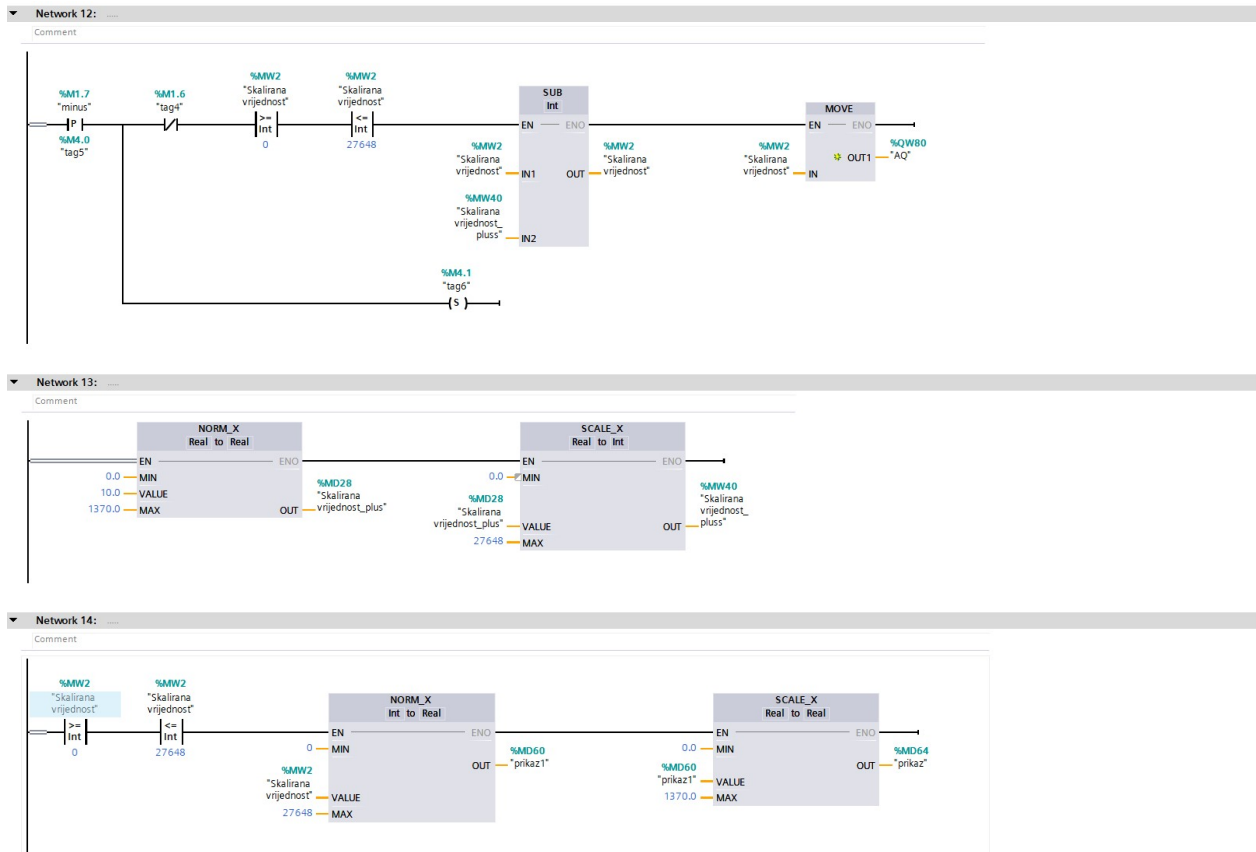 Network 12: .....
Comment
%M1.7
"minus"
P
%M4.0
"tag5"
%M1.6
"tag4"
%MW2
"Skalirana
vrijednost"
>=
Int
0
%MW2
"Skalirana
vrijednost"
<=
Int
27648
SUB
Int
EN
ENO
%MW2
"Skalirana
vrijednost"
IN1
%MW40
"Skalirana
vrijednost_
pluss"
IN2
OUT
%MW2
"Skalirana
vrijednost"
MOVE
EN
ENO
%MW2
"Skalirana
vrijednost"
IN
OUT1
%QW80
"AQ"
%M4.1
"tag6"
S
Network 13: .....
Comment
NORM_X
Real to Real
EN
ENO
0.0
MIN
10.0
VALUE
1370.0
MAX
OUT
%MD28
"Skalirana
vrijednost_plus"
SCALE_X
Real to Int
EN
ENO
0.0
MIN
%MD28
"Skalirana
vrijednost_plus"
VALUE
27648
MAX
OUT
%MW40
"Skalirana
vrijednost_
pluss"
Network 14: .....
Comment
%MW2
"Skalirana
vrijednost"
>=
Int
0
%MW2
"Skalirana
vrijednost"
<=
Int
27648
NORM_X
Int to Real
EN
ENO
0
MIN
%MW2
"Skalirana
vrijednost"
VALUE
27648
MAX
OUT
%MD60
"prikaz1"
SCALE_X
Real to Real
EN
ENO
0.0
MIN
%MD60
"prikaz1"
VALUE
1370.0
MAX
OUT
%MD64
"prikaz"